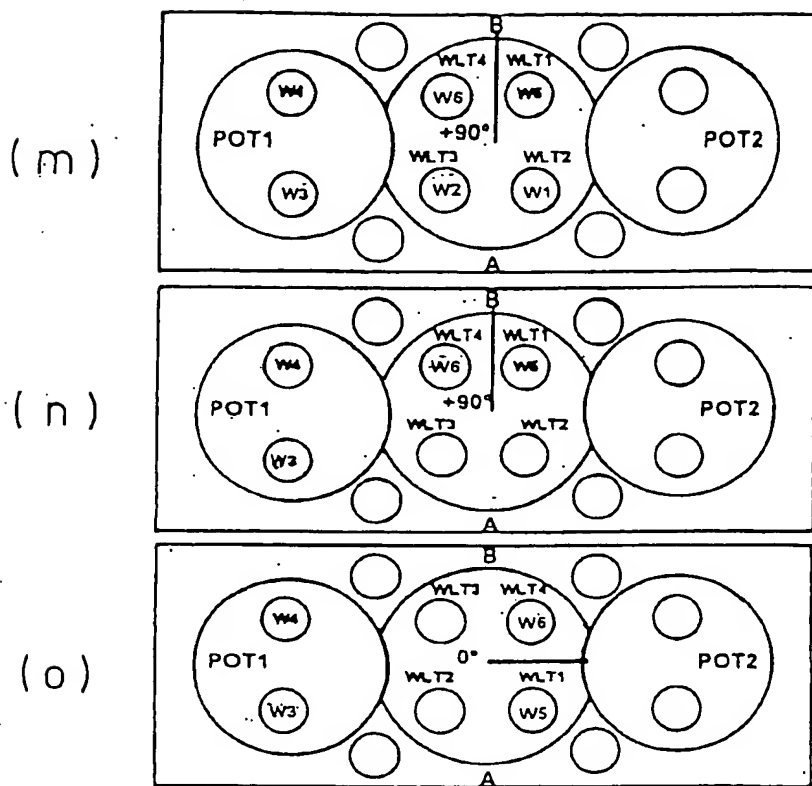 (m)
B
WLT4 WLT1
W4 W6 W5
+90°
POT1 POT2
WLT3 WLT2
W3 W2 W1
A
(n)
B
WLT4 WLT1
W4 W6 W5
+90°
POT1 POT2
WLT3 WLT2
W3
A
(o)
B
WLT3 WLT4
W4 W6
0°
POT1 POT2
WLT2 WLT1
W3 W5
A